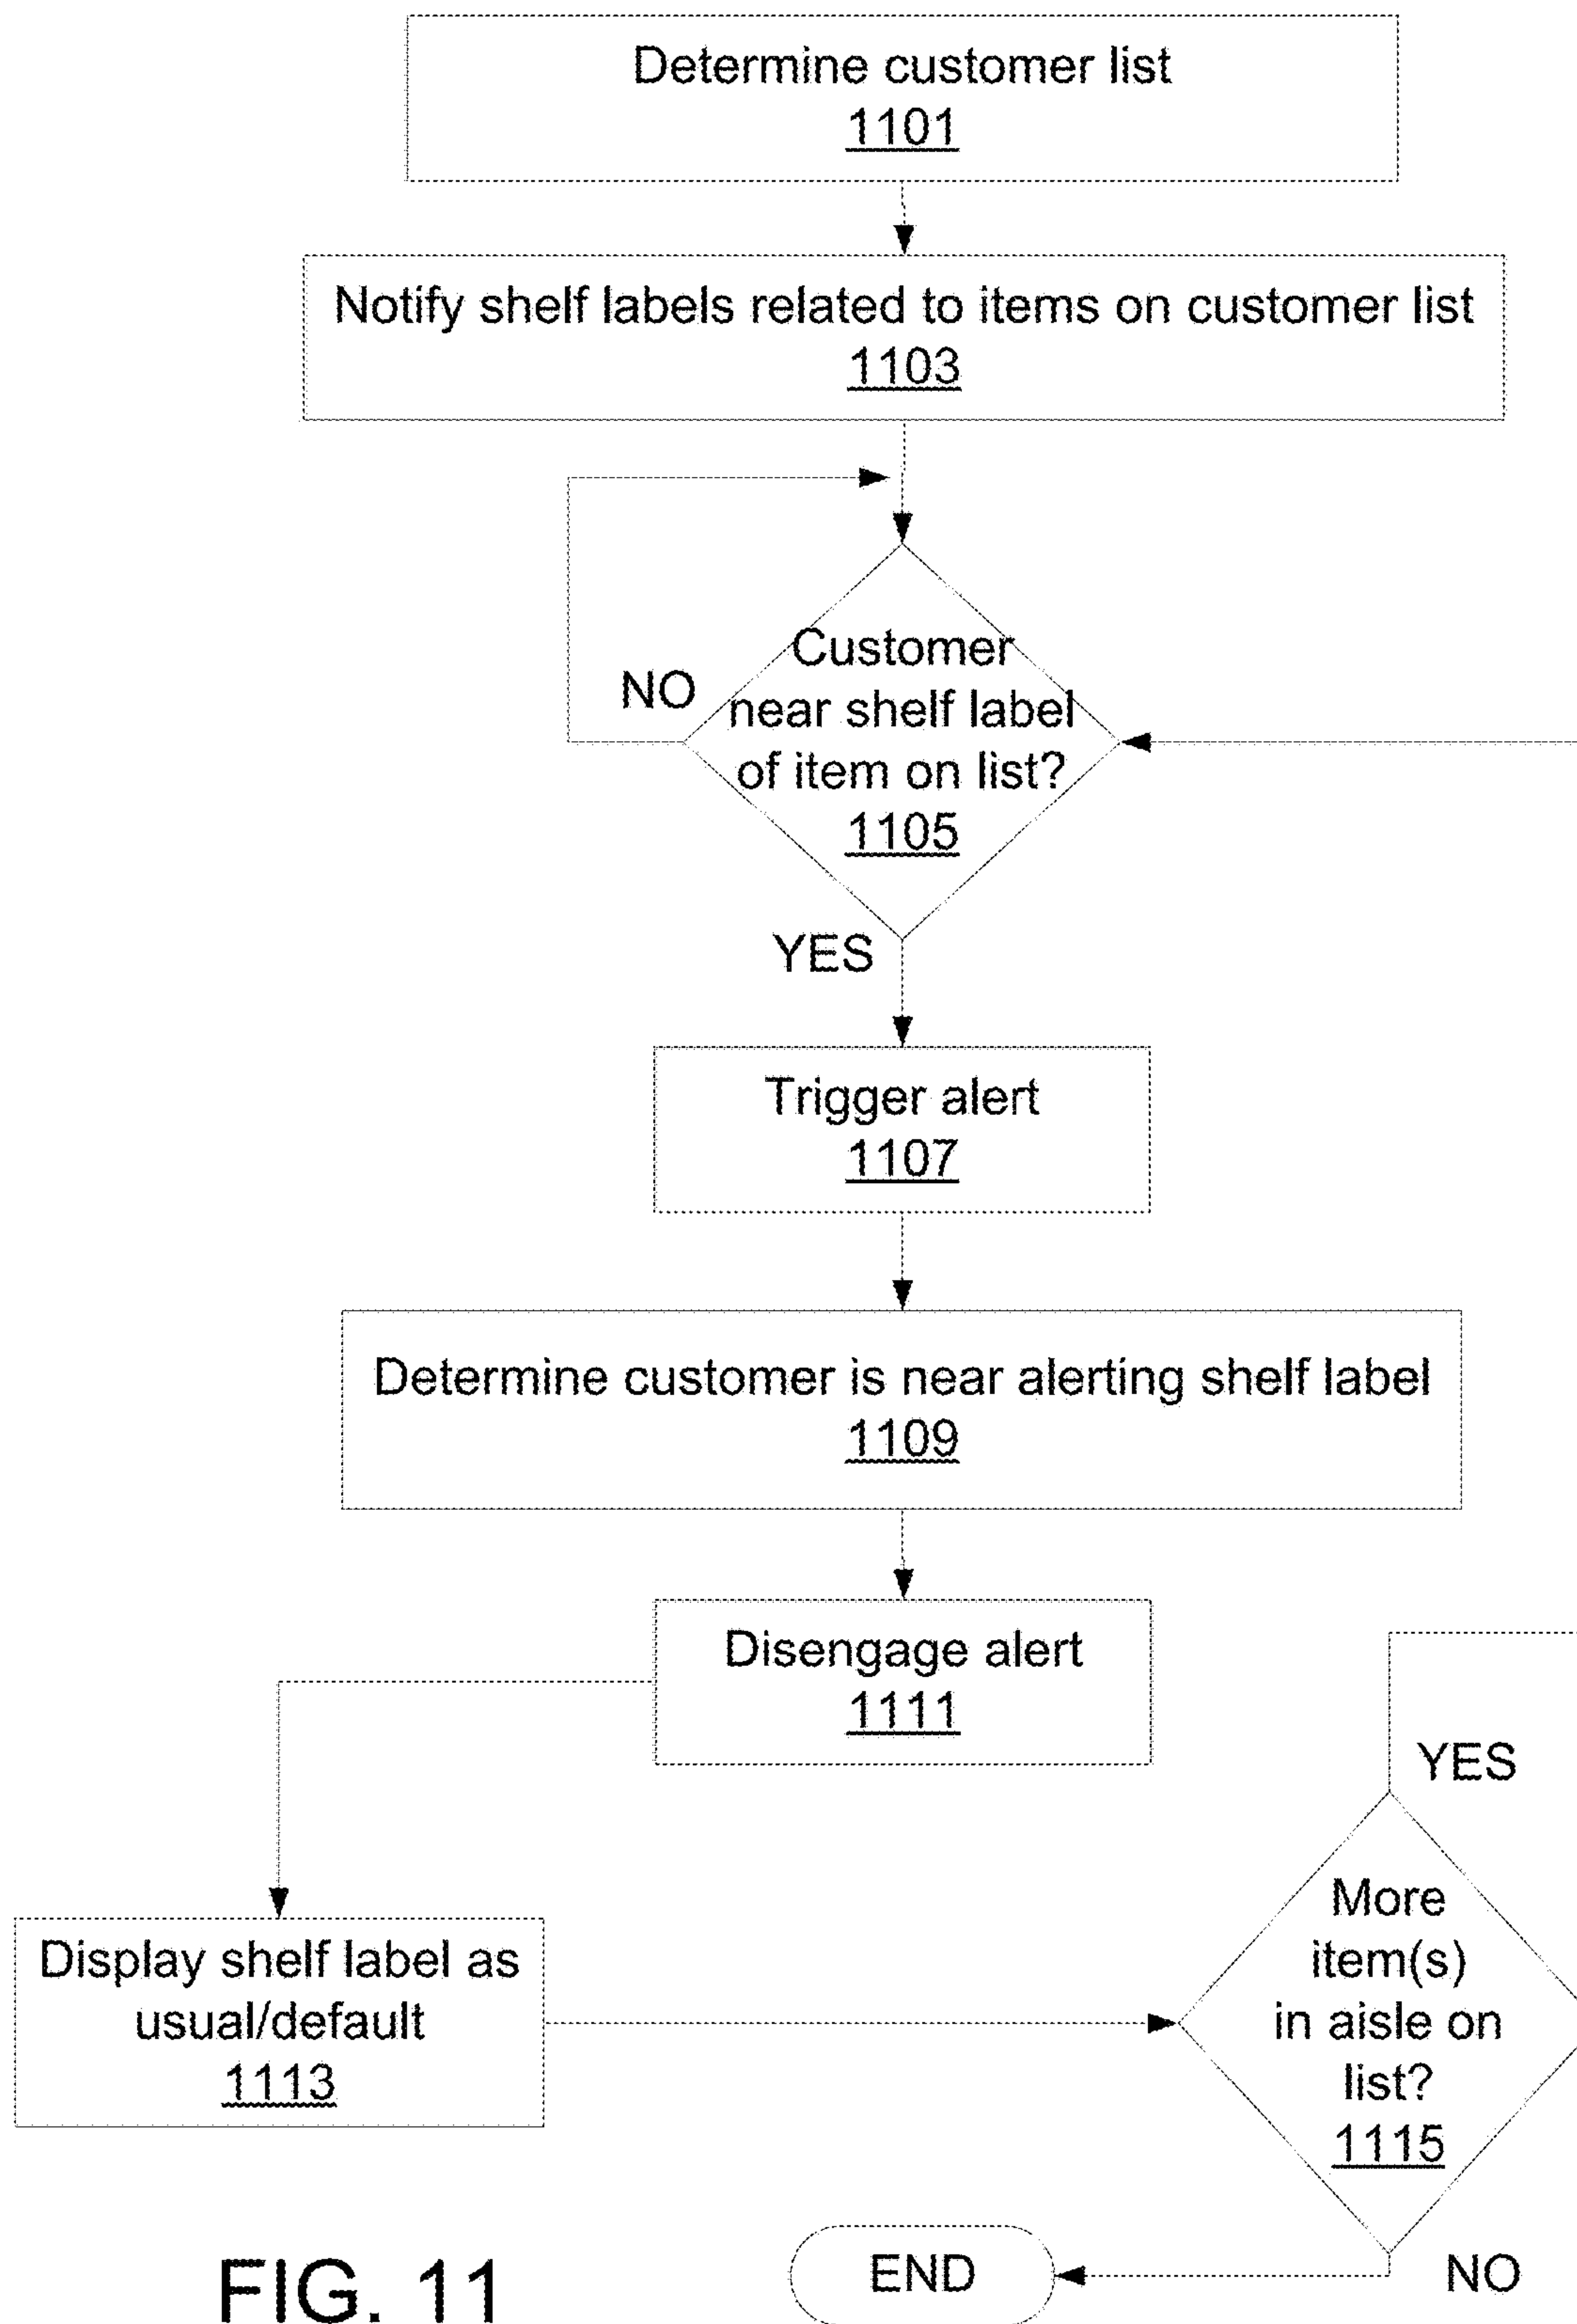 Determine customer list
1101
Notify shelf labels related to items on customer list
1103
Customer
near shelf label
of item on list?
1105
NO
YES
Trigger alert
1107
Determine customer is near alerting shelf label
1109
Disengage alert
1111
Display shelf label as
usual/default
1113
YES
More
item(s)
in aisle on
list?
1115
NO
END
FIG. 11